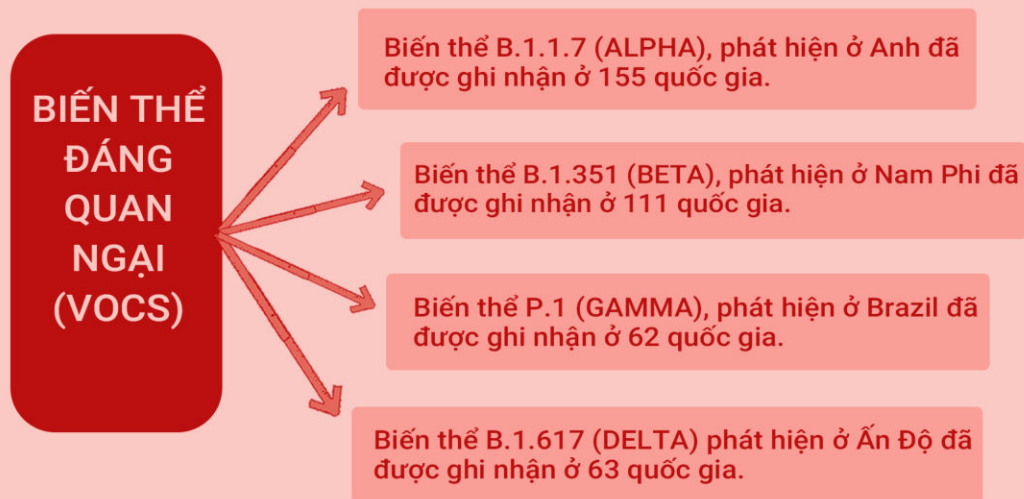 BIẾN THỂ
ĐÁNG
QUAN
NGẠI
(VOCS)
Biến thể B.1.1.7 (ALPHA), phát hiện ở Anh đã
được ghi nhận ở 155 quốc gia.
Biến thể B.1.351 (BETA), phát hiện ở Nam Phi đã
được ghi nhận ở 111 quốc gia.
Biến thể P.1 (GAMMA), phát hiện ở Brazil đã
được ghi nhận ở 62 quốc gia.
Biến thể B.1.617 (DELTA) phát hiện ở Ấn Độ đã
được ghi nhận ở 63 quốc gia.